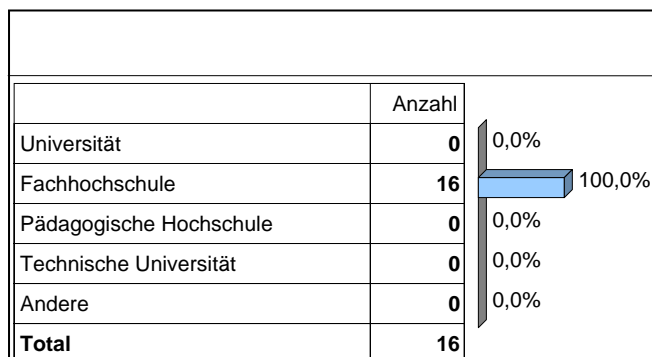 Anzahl
Universität 0 0,0%
Fachhochschule 16 100,0%
Pädagogische Hochschule 0 0,0%
Technische Universität 0 0,0%
Andere 0 0,0%
Total 16